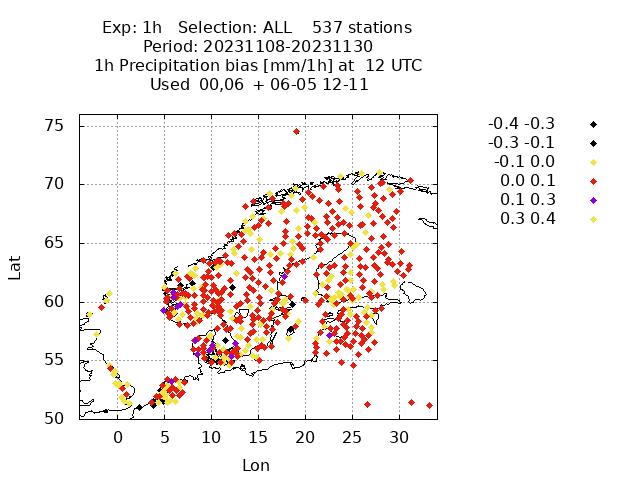 Exp: 1h   Selection: ALL    537 stations
Period: 20231108-20231130
1h Precipitation bias [mm/1h] at  12 UTC
Used  00,06  + 06-05 12-11
-0.4 -0.3
-0.3 -0.1
-0.1 0.0
0.0 0.1
0.1 0.3
0.3 0.4
75
70
65
60
55
50
Lat
0 5 10 15 20 25 30
Lon